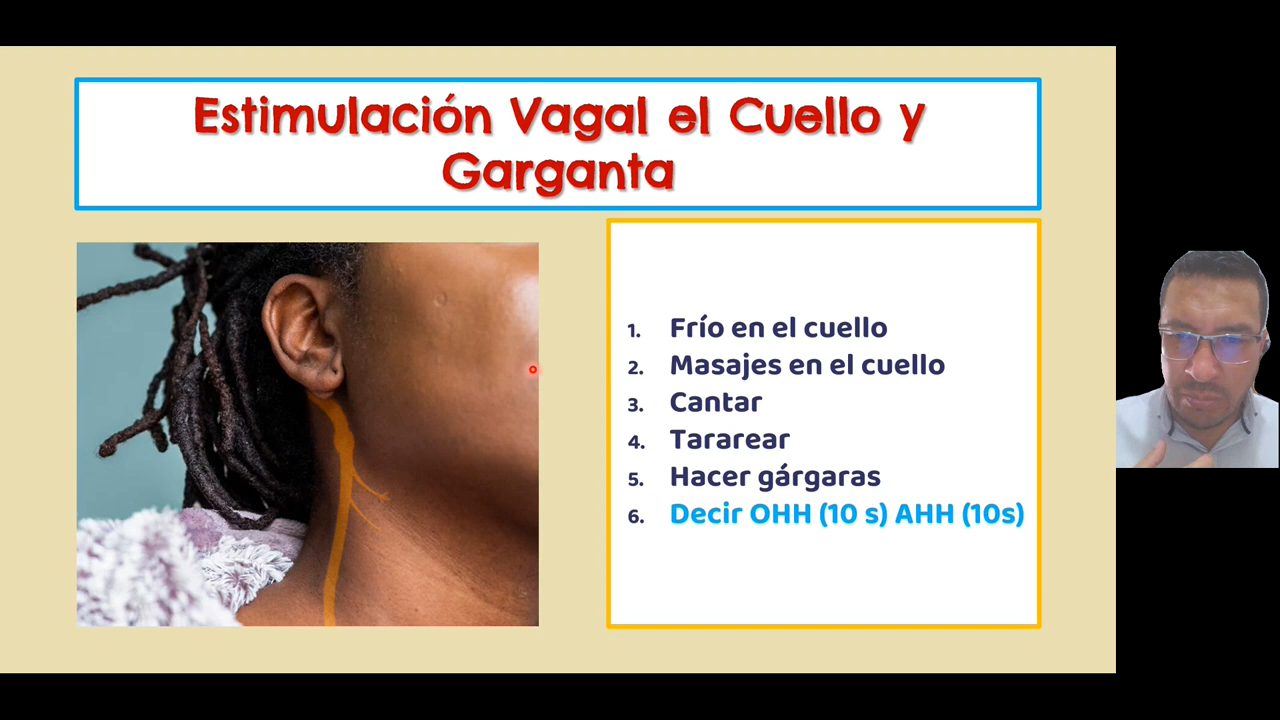 Estimulación Vagal el Cuello y
Garganta
1. Frío en el cuello
2. Masajes en el cuello
3. Cantar
4. Tararear
5. Hacer gárgaras
6. Decir OHH (10 s) AHH (10s)